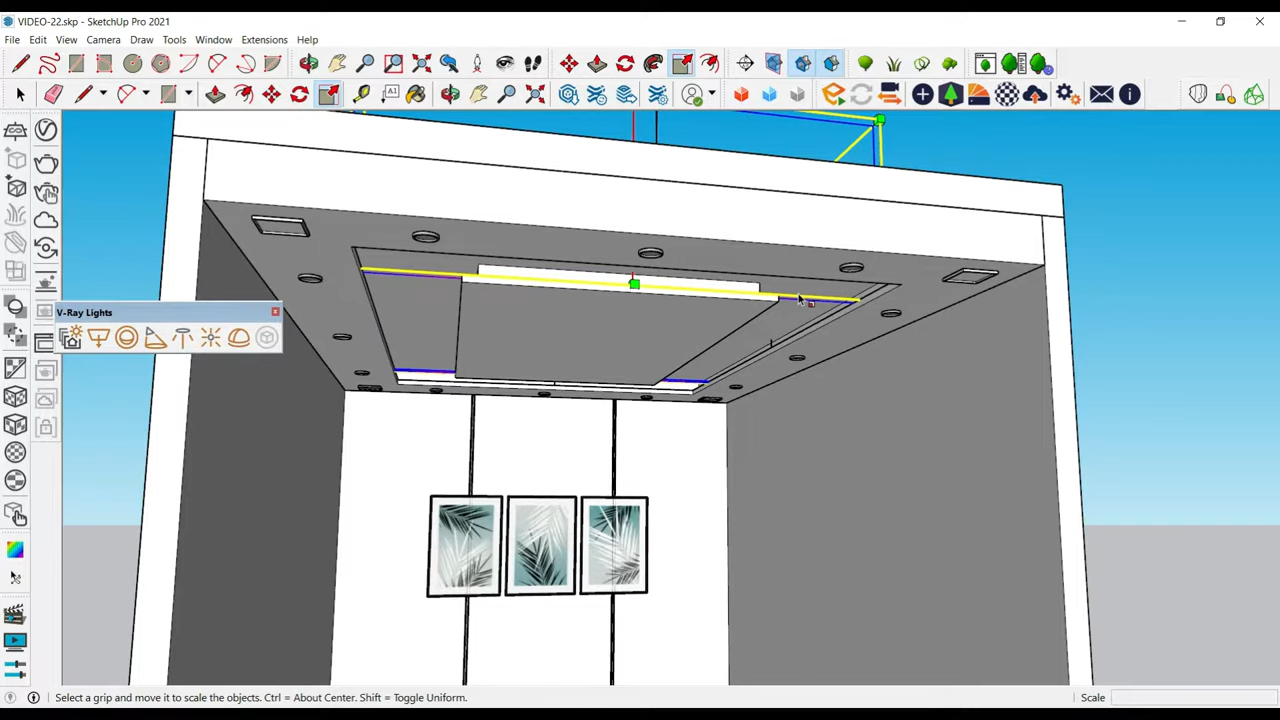 VIDEO-22.skp - SketchUp Pro 2021
File Edit View Camera Draw Tools Window Extensions Help
V-Ray Lights
Select a grip and move it to scale the objects. Ctrl = About Center. Shift = Toggle Uniform.
Scale